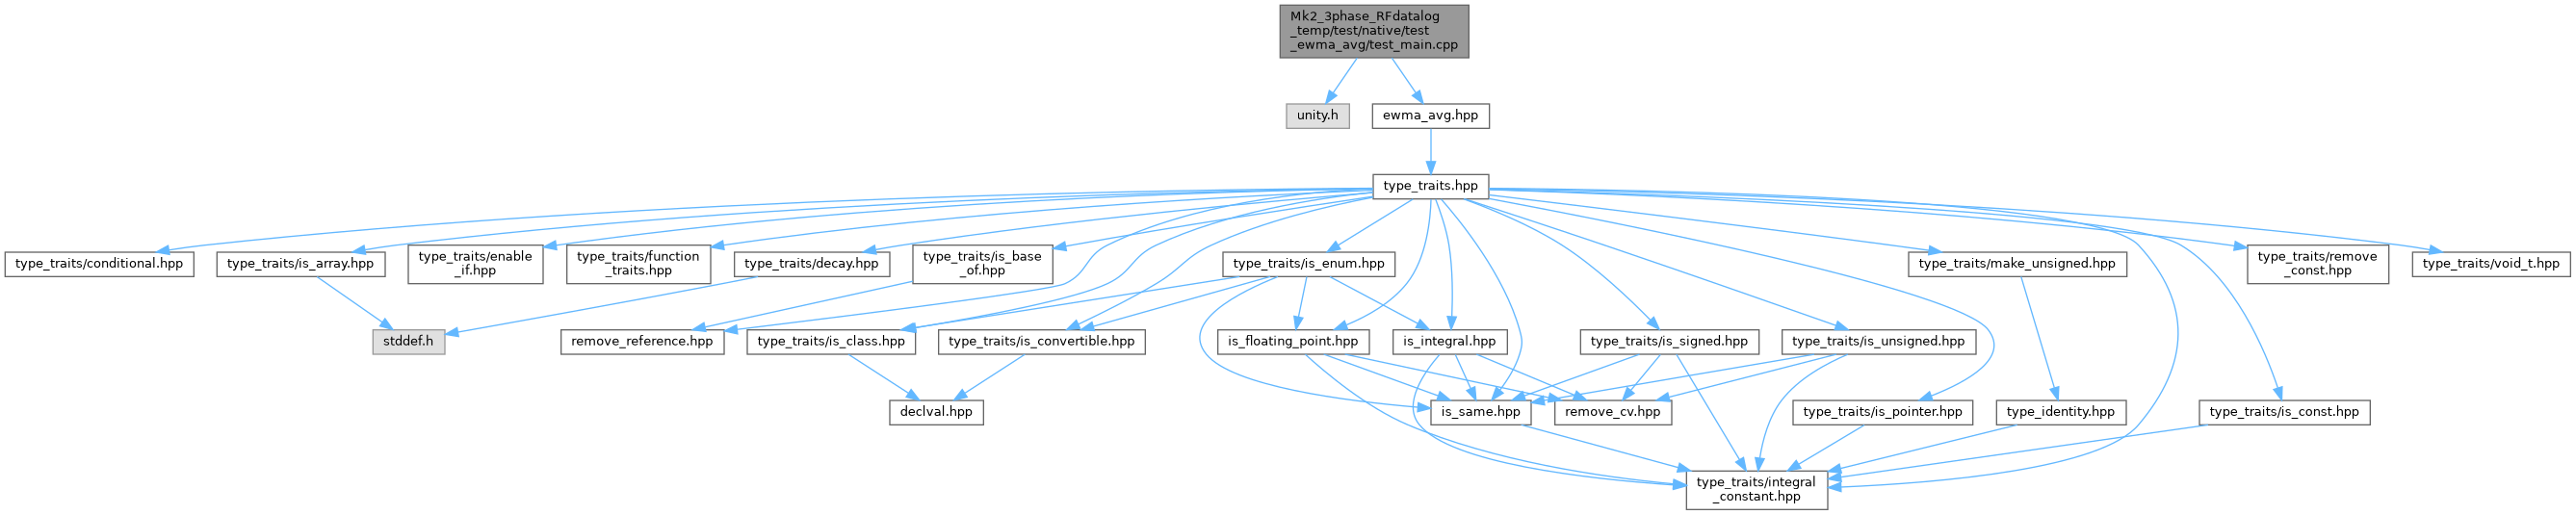 Mk2_3phase_RFdatalog
_temp/test/native/test
_ewma_avg/test_main.cpp
unity.h
ewma_avg.hpp
type_traits.hpp
type_traits/conditional.hpp
type_traits/is_array.hpp
type_traits/enable
_if.hpp
type_traits/function
_traits.hpp
type_traits/decay.hpp
type_traits/is_base
_of.hpp
type_traits/is_enum.hpp
type_traits/make_unsigned.hpp
type_traits/remove
_const.hpp
type_traits/void_t.hpp
stddef.h
remove_reference.hpp
type_traits/is_class.hpp
type_traits/is_convertible.hpp
is_floating_point.hpp
is_integral.hpp
type_traits/is_signed.hpp
type_traits/is_unsigned.hpp
declval.hpp
is_same.hpp
remove_cv.hpp
type_traits/is_pointer.hpp
type_identity.hpp
type_traits/is_const.hpp
type_traits/integral
_constant.hpp